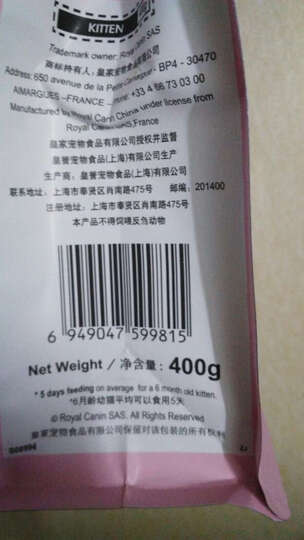 KITTEN
Trademark owner: Royal Canin SAS
商标持有人：皇家宠物食品有限公司
Address: 650 avenue de la Petite Camargue - BP4 - 30470
AIMARGUES -FRANCE - Phone: +33 4 66 73 03 00
Manufactured by Royal Canin China under license from
Royal Canin SAS,France
皇家宠物食品有限公司授权并监督
皇誉宠物食品(上海)有限公司生产
生产商：皇誉宠物食品(上海)有限公司
联系地址：上海市奉贤区肖南路475号 邮编：201400
注册地址：上海市奉贤区肖南路475号
本产品不得饲喂反刍动物
6 949047 599815
Net Weight / 净含量： 400g
* 5 days feeding on average for a 6 month old kitten.
*6月龄幼猫平均可以食用5天
© Royal Canin SAS. All Rights Reserved
皇家宠物食品有限公司保留对该包装的所有权利